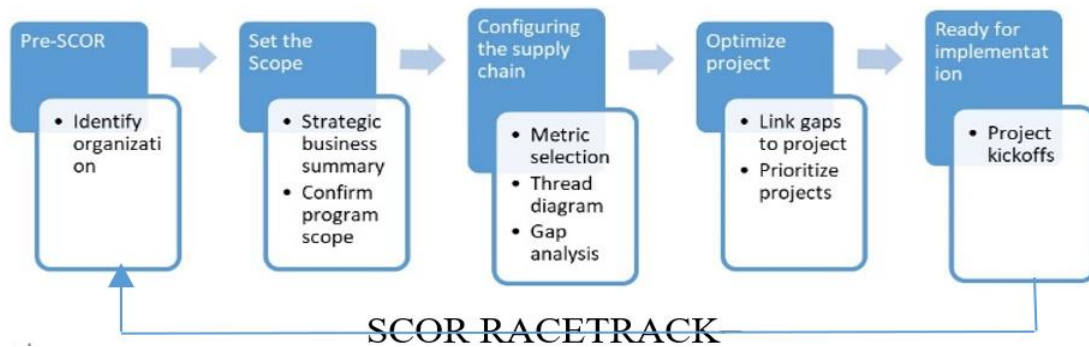 Pre-SCOR
• Identify
organizati
on
Set the
Scope
• Strategic
business
summary
• Confirm
program
scope
Configuring
the supply
chain
• Metric
selection
• Thread
diagram
• Gap
analysis
Optimize
project
• Link gaps
to project
• Prioritize
projects
Ready for
implementat
ion
• Project
kickoffs
SCOR RACETRACK